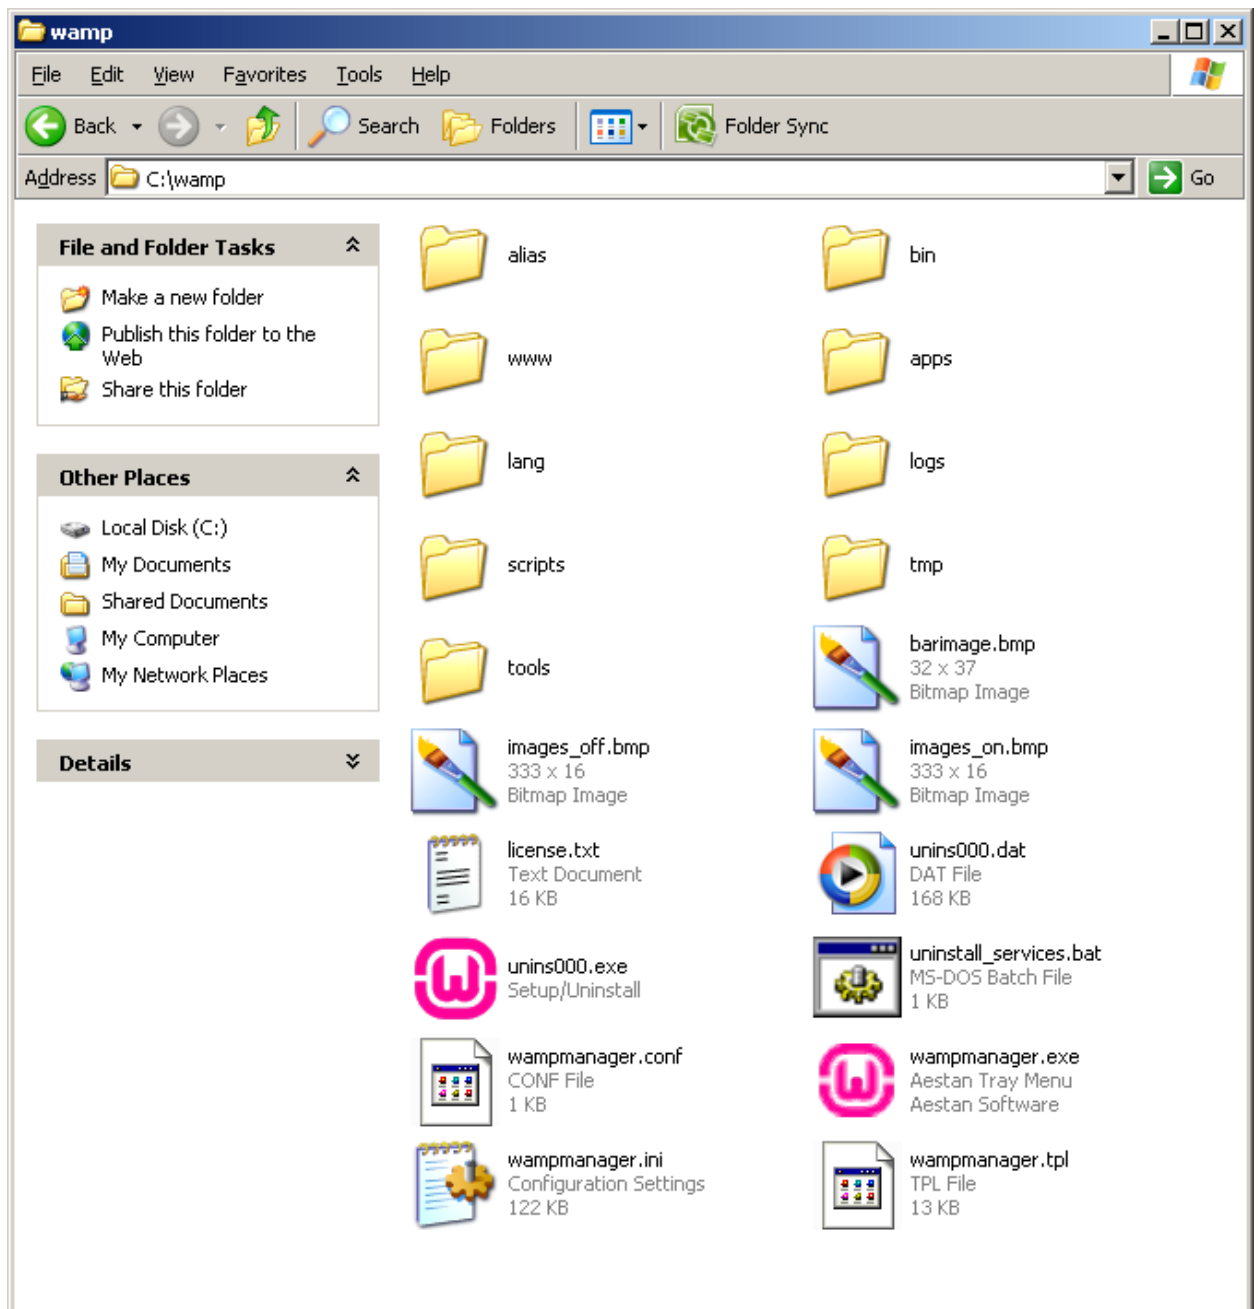 wamp
File Edit View Favorites Tools Help
Back Search Folders Folder Sync
Address C:\wamp Go
File and Folder Tasks
Make a new folder
Publish this folder to the
Web
Share this folder
Other Places
Local Disk (C:)
My Documents
Shared Documents
My Computer
My Network Places
Details
alias
bin
www
apps
lang
logs
scripts
tmp
tools
barimage.bmp
32 x 37
Bitmap Image
images_off.bmp
333 x 16
Bitmap Image
images_on.bmp
333 x 16
Bitmap Image
license.txt
Text Document
16 KB
unins000.dat
DAT File
168 KB
unins000.exe
Setup/Uninstall
uninstall_services.bat
MS-DOS Batch File
1 KB
wampmanager.conf
CONF File
1 KB
wampmanager.exe
Aestan Tray Menu
Aestan Software
wampmanager.ini
Configuration Settings
122 KB
wampmanager.tpl
TPL File
13 KB